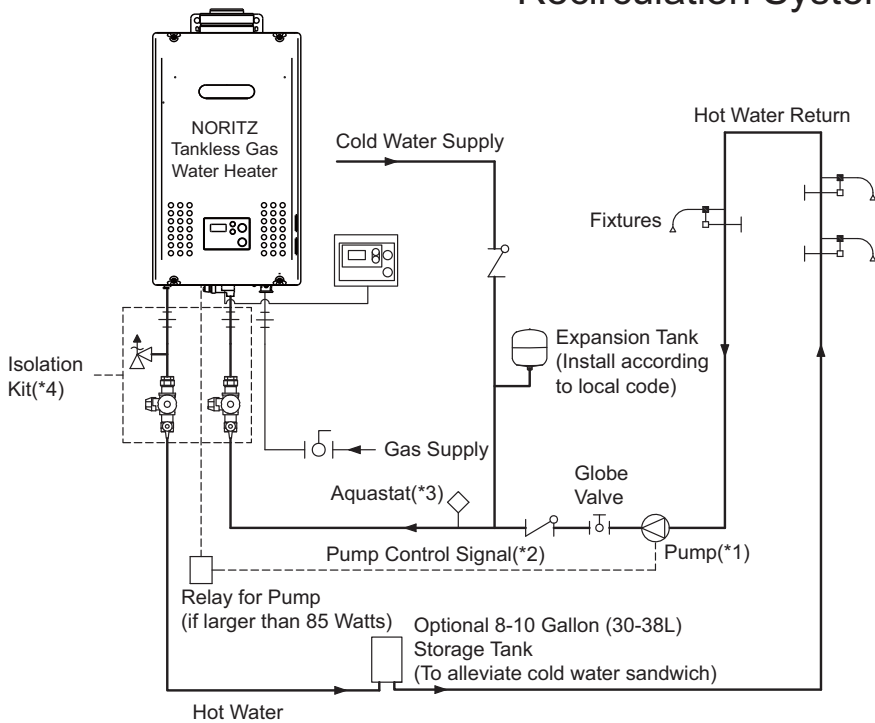 NORITZ
Tankless Gas
Water Heater
Cold Water Supply
Hot Water Return
Fixtures
Expansion Tank
(Install according
to local code)
Isolation
Kit(*4)
Gas Supply
Globe
Valve
Aquastat(*3)
Pump Control Signal(*2)
Pump(*1)
Relay for Pump
(if larger than 85 Watts)
Optional 8-10 Gallon (30-38L)
Storage Tank
(To alleviate cold water sandwich)
Hot Water